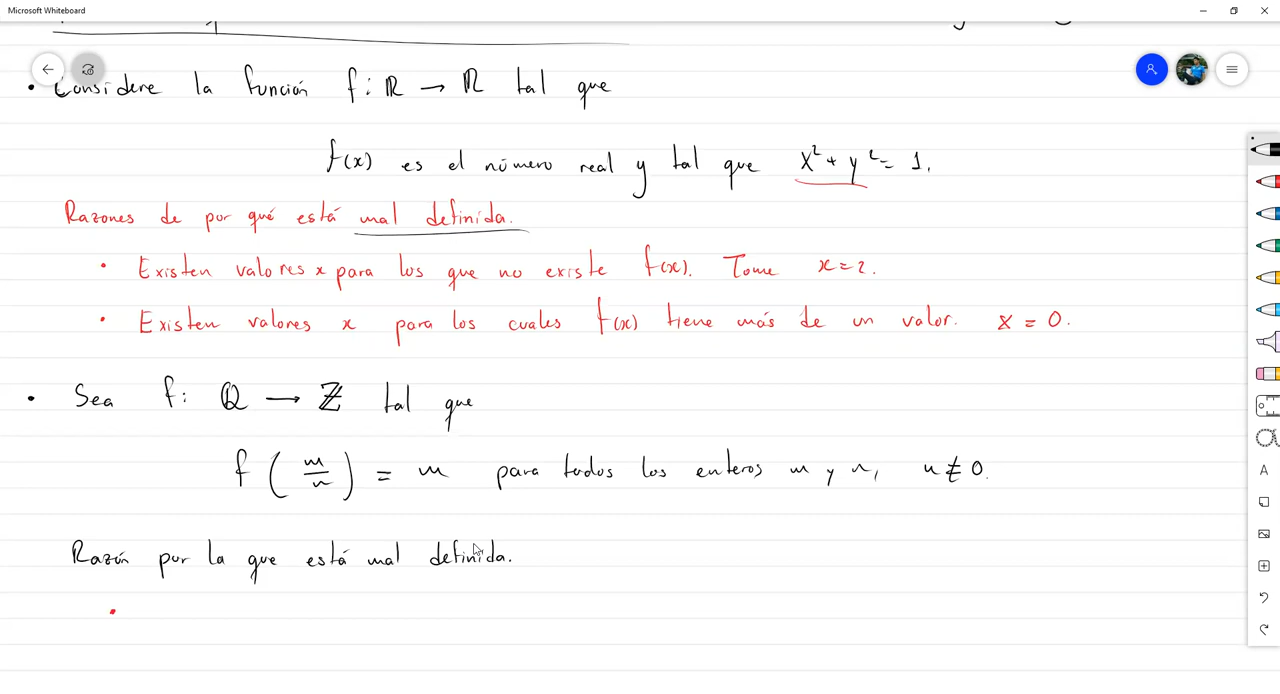 Microsoft Whiteboard
• Considere la función f: ℝ → ℝ tal que
f(x) es el número real y tal que x² + y² = 1.
Razones de por qué está mal definida.
• Existen valores x para los que no existe f(x). Tome x=2.
• Existen valores x para los cuales f(x) tiene más de un valor. x = 0.
• Sea f: ℚ → ℤ tal que
f (m/n) = m para todos los enteros m y n, n ≠ 0.
Razón por la que está mal definida.
•